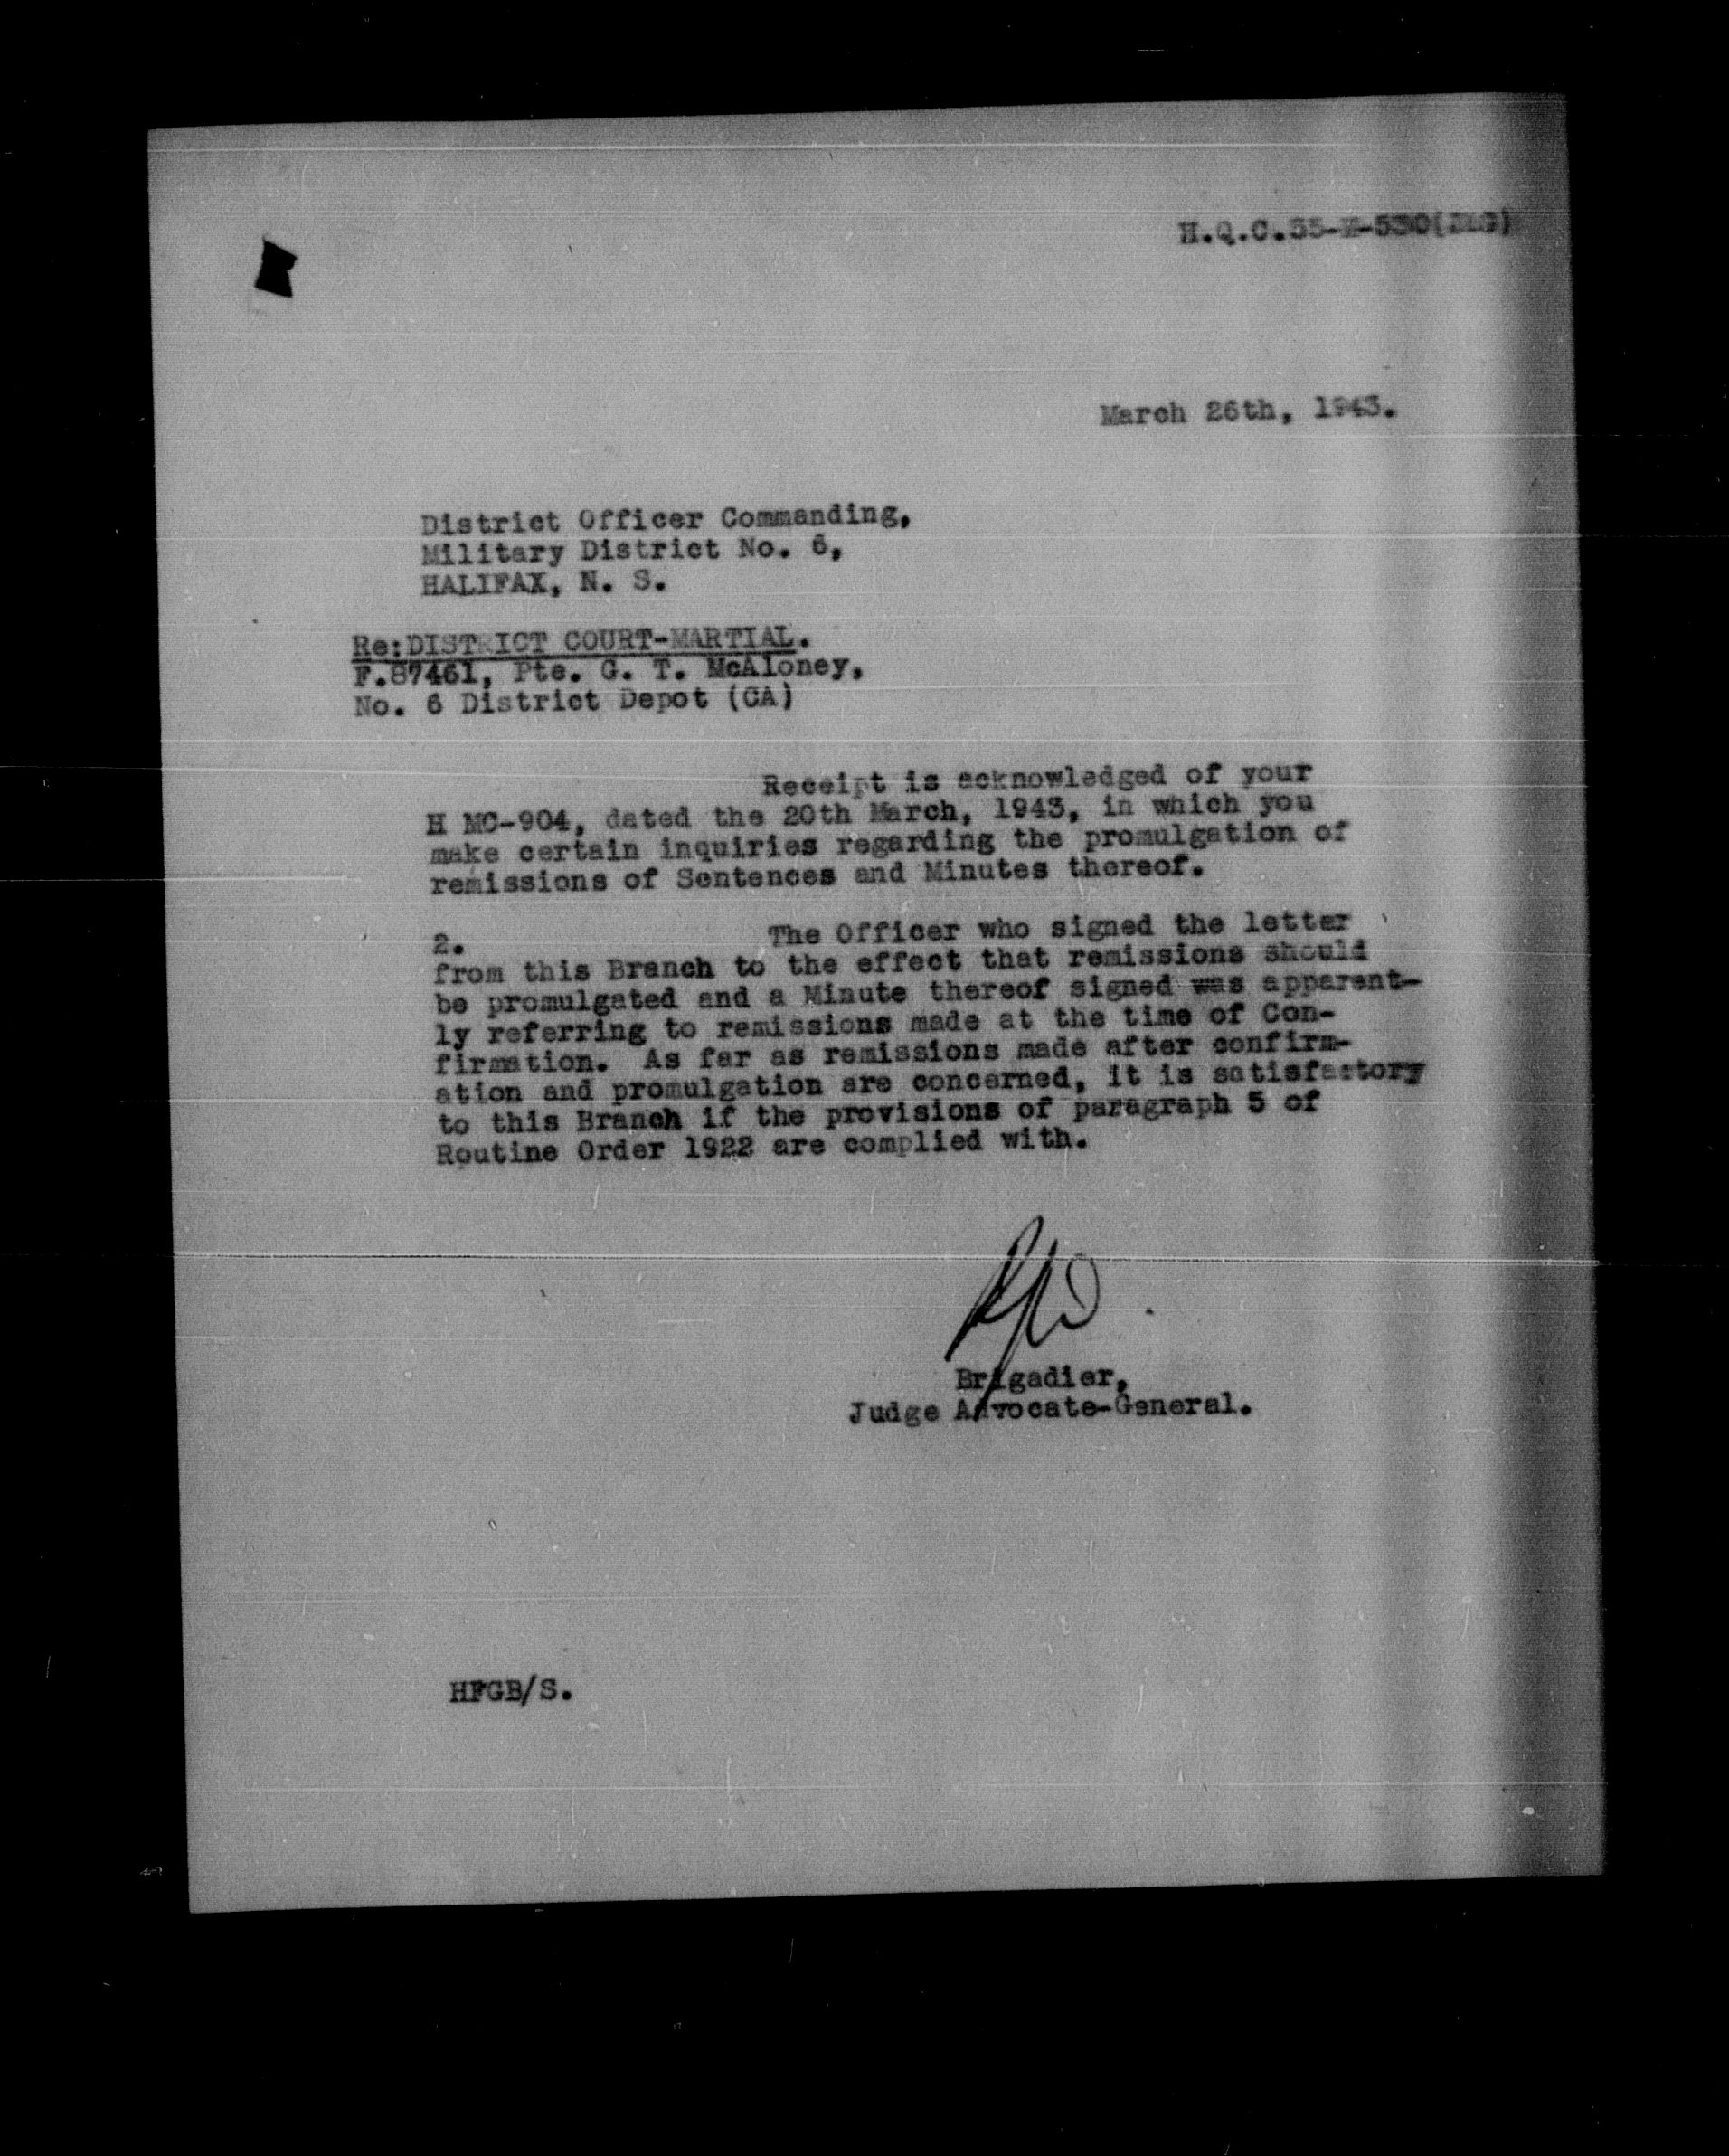 H.Q.C.55-M-530(JAG)
March 26th, 1943.
District Officer Commanding,
Military District No. 6,
HALIFAX, N. S.
Re:DISTRICT COURT-MARTIAL.
F.87461, Pte. G. T. McAloney,
No. 6 District Depot (CA)
Receipt is acknowledged of your
H MC-904, dated the 20th March, 1943, in which you
make certain inquiries regarding the promulgation of
remissions of Sentences and Minutes thereof.
2. The Officer who signed the letter
from this Branch to the effect that remissions should
be promulgated and a Minute thereof signed was apparent-
ly referring to remissions made at the time of Con-
firmation. As far as remissions made after confirm-
ation and promulgation are concerned, it is satisfactory
to this Branch if the provisions of paragraph 5 of
Routine Order 1922 are complied with.
Brigadier,
Judge Advocate-General.
HFGB/S.